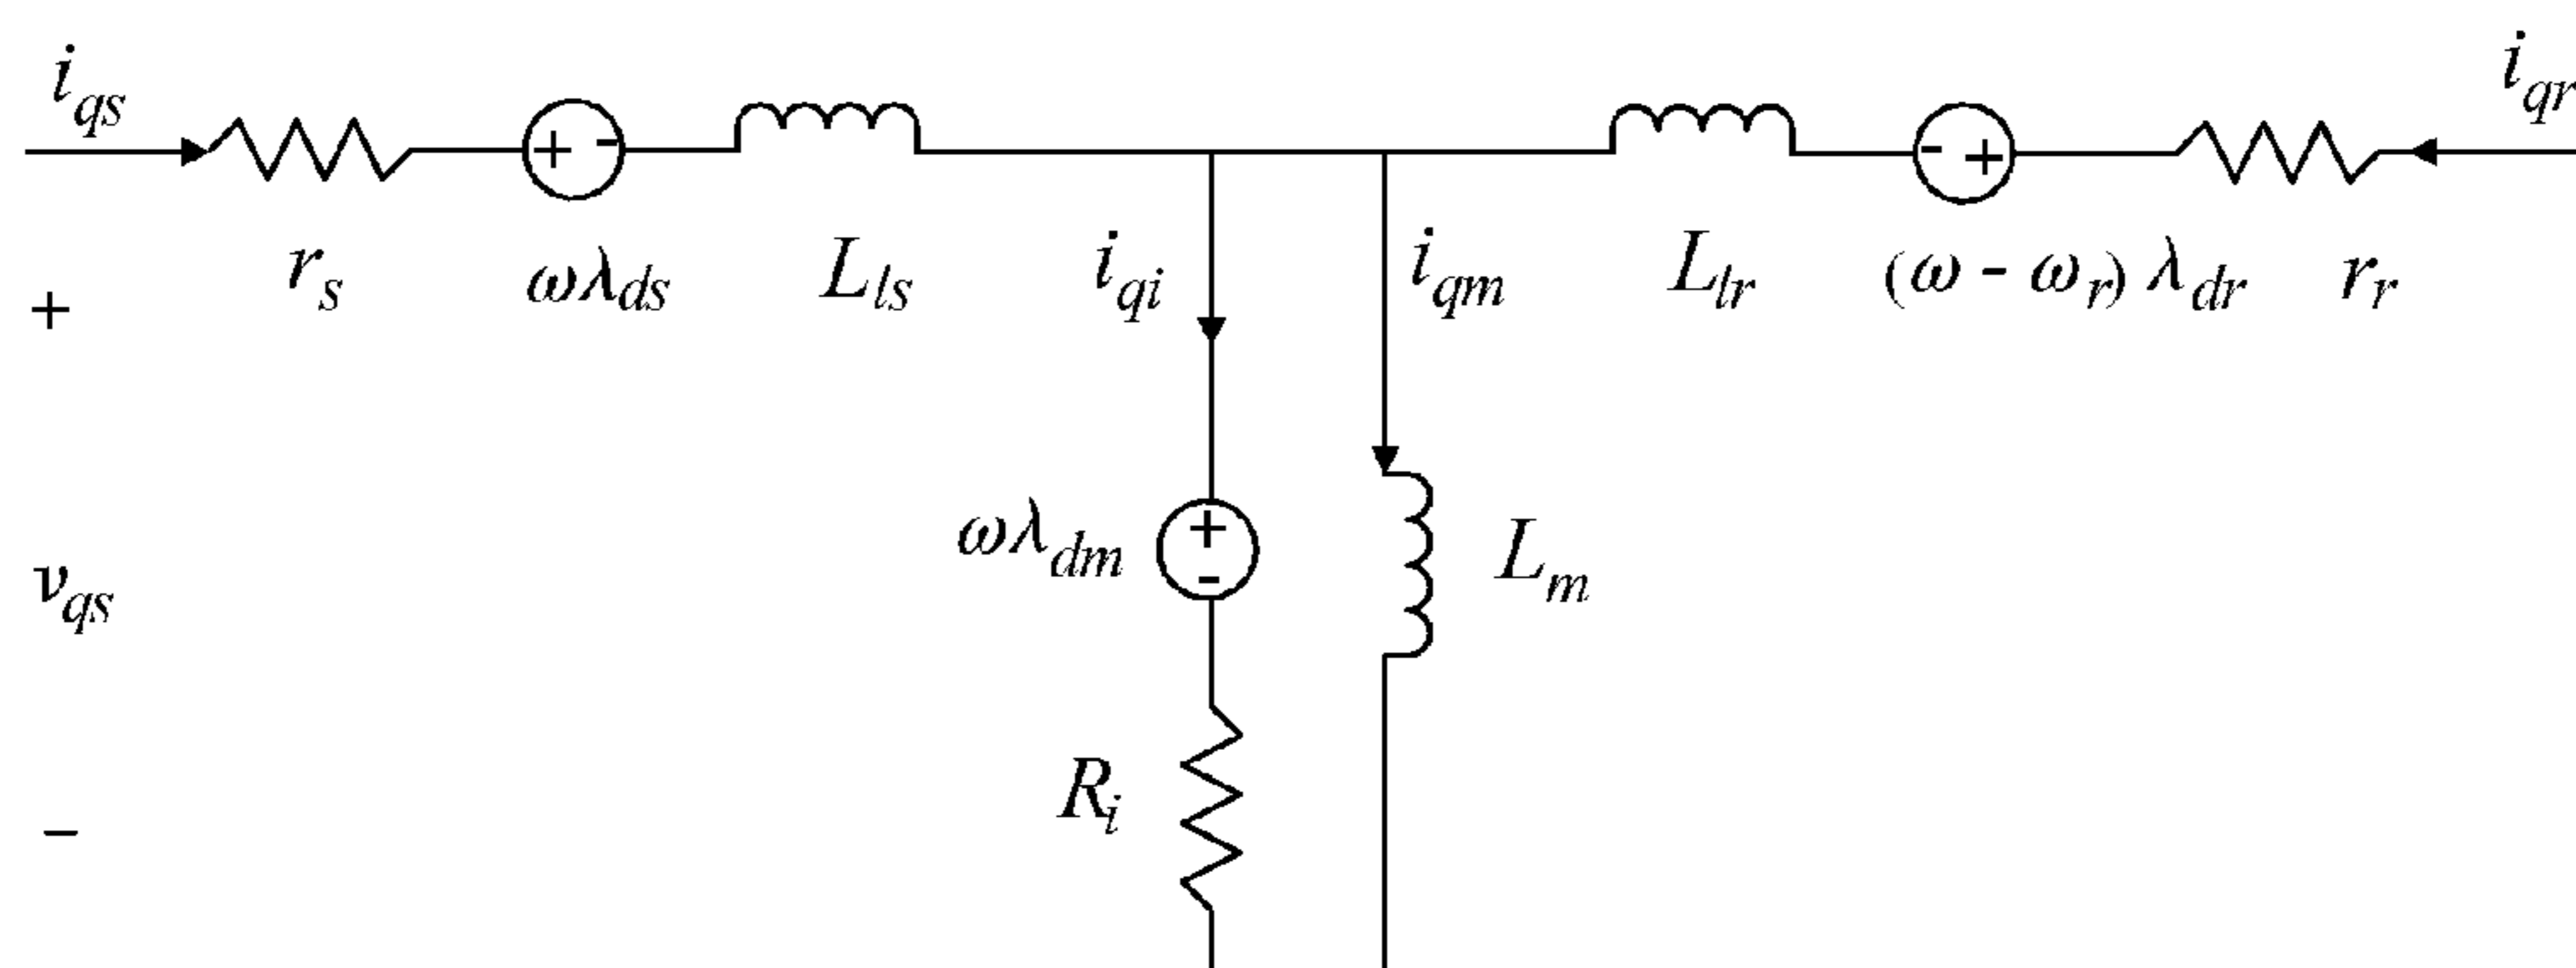 i_qs
i_qr
+ -
- +
r_s
ωλ_ds
L_ls
i_qi
i_qm
L_lr
(ω - ω_r) λ_dr
r_r
+
ωλ_dm
+
-
L_m
v_qs
R_i
–